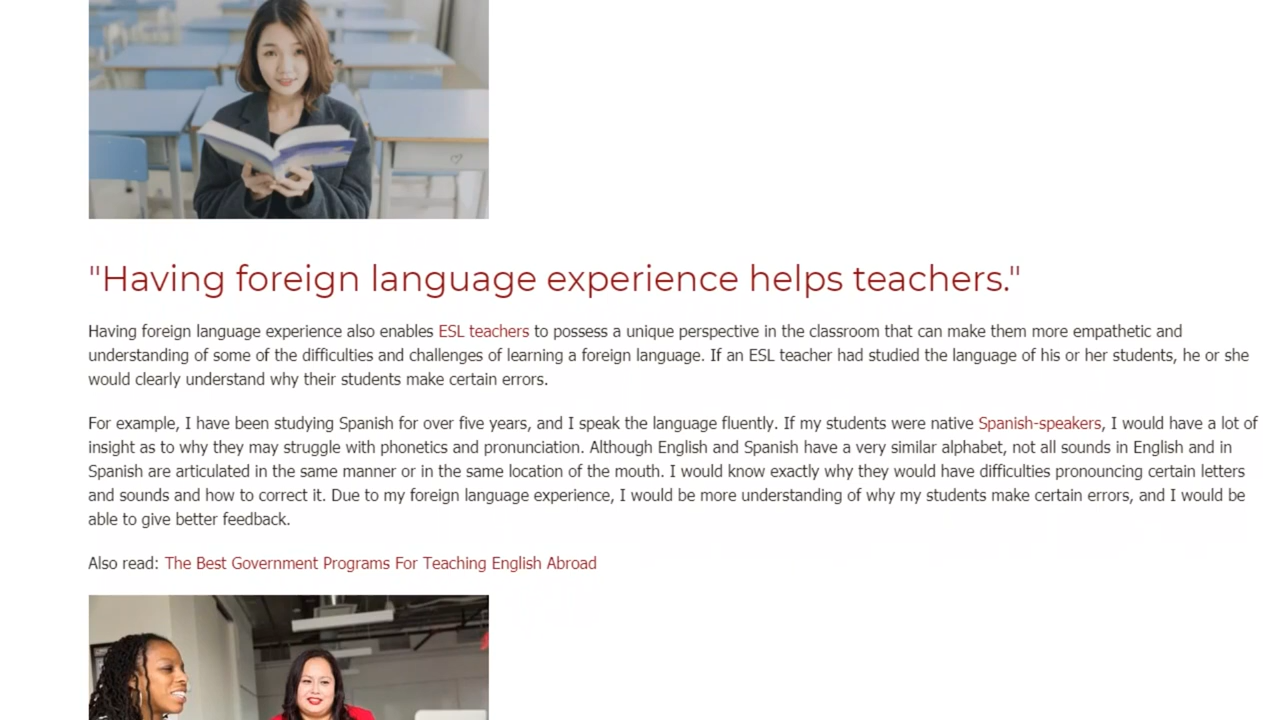 "Having foreign language experience helps teachers."
Having foreign language experience also enables ESL teachers to possess a unique perspective in the classroom that can make them more empathetic and
understanding of some of the difficulties and challenges of learning a foreign language. If an ESL teacher had studied the language of his or her students, he or she
would clearly understand why their students make certain errors.
For example, I have been studying Spanish for over five years, and I speak the language fluently. If my students were native Spanish-speakers, I would have a lot of
insight as to why they may struggle with phonetics and pronunciation. Although English and Spanish have a very similar alphabet, not all sounds in English and in
Spanish are articulated in the same manner or in the same location of the mouth. I would know exactly why they would have difficulties pronouncing certain letters
and sounds and how to correct it. Due to my foreign language experience, I would be more understanding of why my students make certain errors, and I would be
able to give better feedback.
Also read: The Best Government Programs For Teaching English Abroad